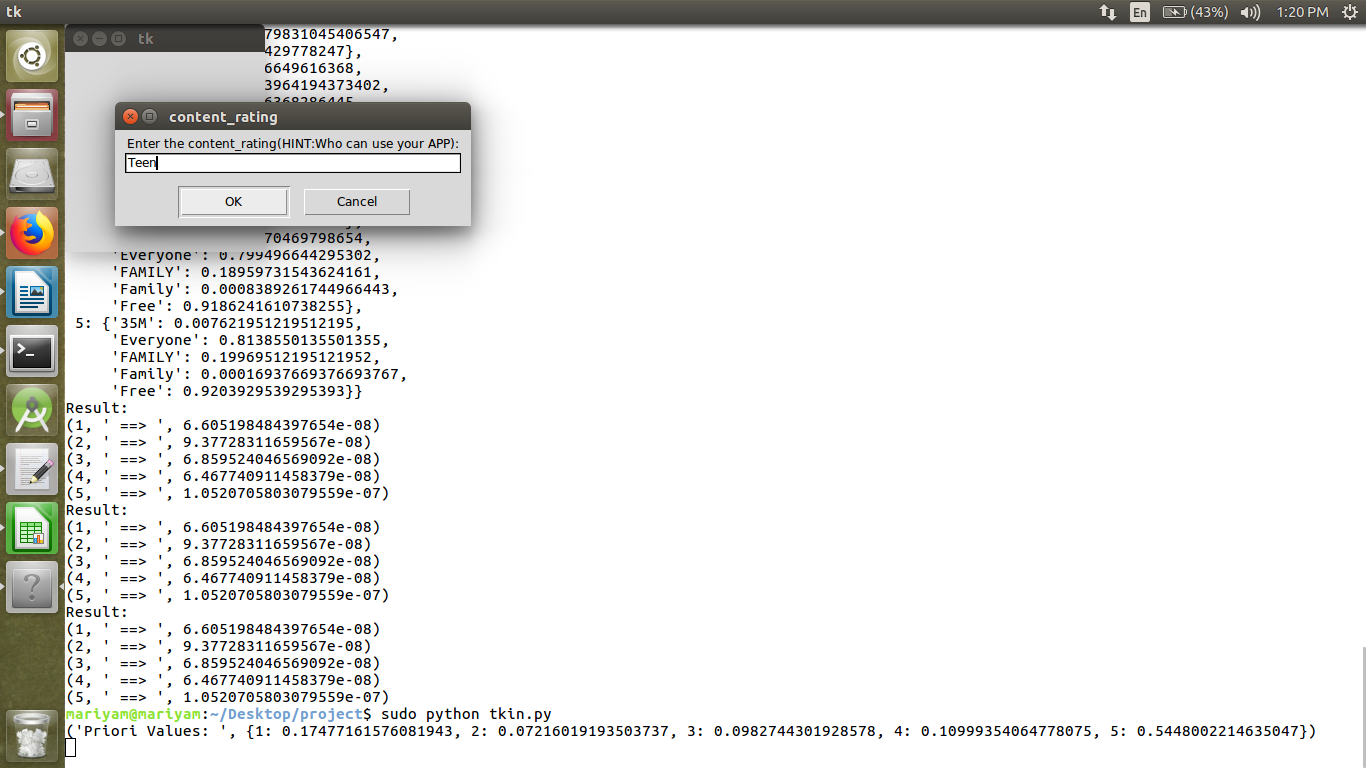 tk
En
(43%)
1:20 PM
tk
79831045406547,
429778247},
6649616368,
3964194373402,
content_rating
Enter the content_rating(HINT:Who can use your APP):
Teen
OK
Cancel
70469798654,
'Everyone': 0.799496644295302,
'FAMILY': 0.18959731543624161,
'Family': 0.0008389261744966443,
'Free': 0.9186241610738255},
5: {'35M': 0.007621951219512195,
'Everyone': 0.8138550135501355,
'FAMILY': 0.19969512195121952,
'Family': 0.00016937669376693767,
'Free': 0.9203929539295393}}
Result:
(1, ' ==> ', 6.605198484397654e-08)
(2, ' ==> ', 9.37728311659567e-08)
(3, ' ==> ', 6.859524046569092e-08)
(4, ' ==> ', 6.467740911458379e-08)
(5, ' ==> ', 1.0520705803079559e-07)
Result:
(1, ' ==> ', 6.605198484397654e-08)
(2, ' ==> ', 9.37728311659567e-08)
(3, ' ==> ', 6.859524046569092e-08)
(4, ' ==> ', 6.467740911458379e-08)
(5, ' ==> ', 1.0520705803079559e-07)
Result:
(1, ' ==> ', 6.605198484397654e-08)
(2, ' ==> ', 9.37728311659567e-08)
(3, ' ==> ', 6.859524046569092e-08)
(4, ' ==> ', 6.467740911458379e-08)
(5, ' ==> ', 1.0520705803079559e-07)
mariyam@mariyam:~/Desktop/project$ sudo python tkin.py
('Priori Values: ', {1: 0.17477161576081943, 2: 0.07216019193503737, 3: 0.0982744301928578, 4: 0.10999354064778075, 5: 0.5448002214635047})